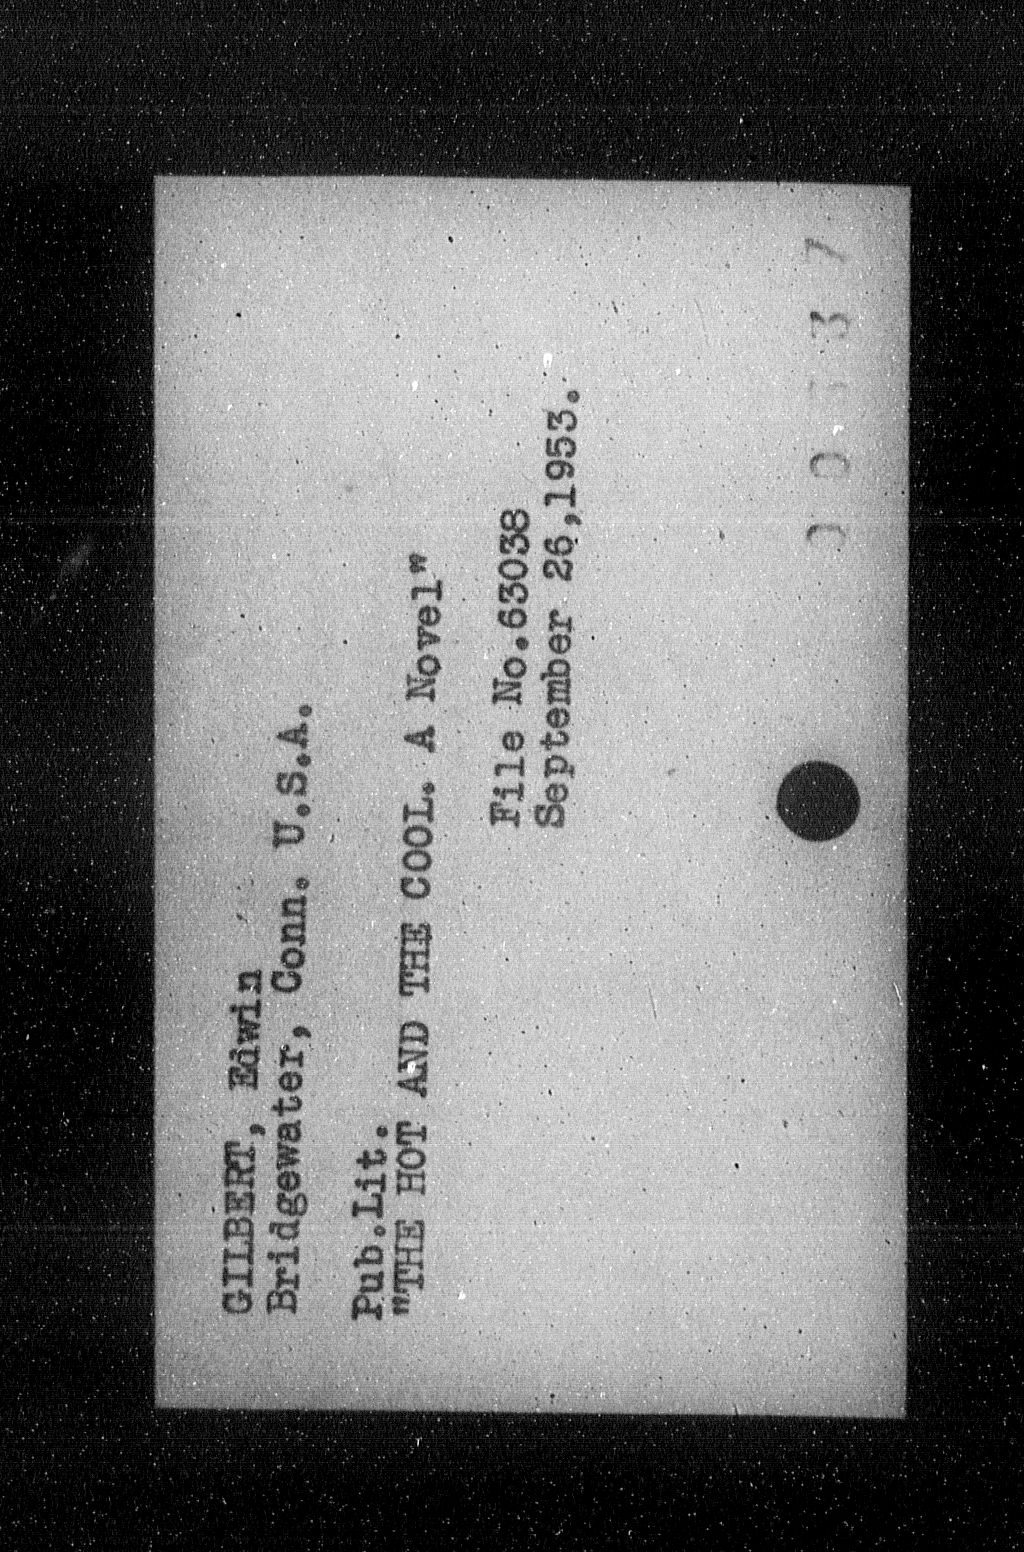 GILBERT, Edwin
Bridgewater, Conn. U.S.A.
Pub.Lit.
"THE HOT AND THE COOL. A Novel"
File No.63038
September 26,1953.